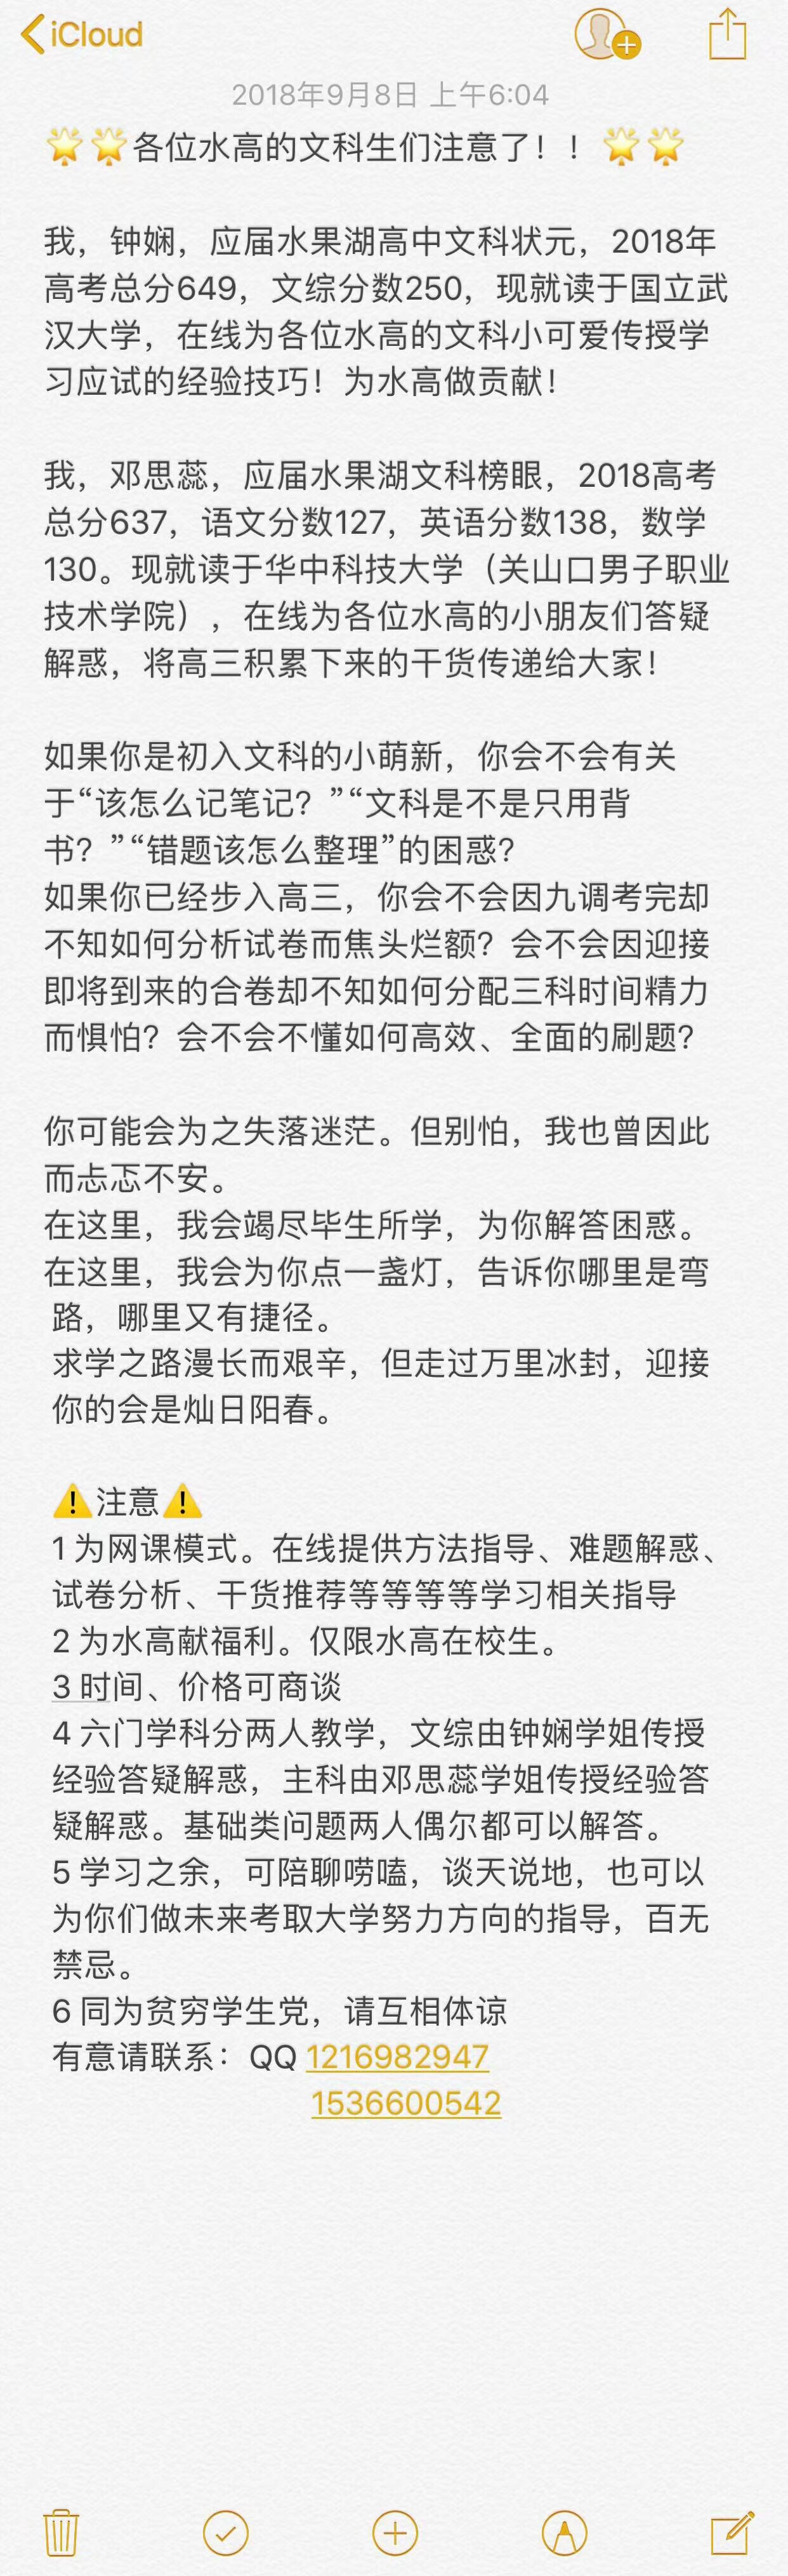 iCloud
2018年9月8日 上午6:04
🌟🌟各位水高的文科生们注意了！！🌟🌟
我，钟娴，应届水果湖高中文科状元，2018年
高考总分649，文综分数250，现就读于国立武
汉大学，在线为各位水高的文科小可爱传授学
习应试的经验技巧！为水高做贡献！
我，邓思蕊，应届水果湖文科榜眼，2018高考
总分637，语文分数127，英语分数138，数学
130。现就读于华中科技大学（关山口男子职业
技术学院），在线为各位水高的小朋友们答疑
解惑，将高三积累下来的干货传递给大家！
如果你是初入文科的小萌新，你会不会有关
于“该怎么记笔记？”“文科是不是只用背
书？”“错题该怎么整理”的困惑？
如果你已经步入高三，你会不会因九调考完却
不知如何分析试卷而焦头烂额？会不会因迎接
即将到来的合卷却不知如何分配三科时间精力
而惧怕？会不会不懂如何高效、全面的刷题？
你可能会为之失落迷茫。但别怕，我也曾因此
而忐忑不安。
在这里，我会竭尽毕生所学，为你解答困惑。
在这里，我会为你点一盏灯，告诉你哪里是弯
路，哪里又有捷径。
求学之路漫长而艰辛，但走过万里冰封，迎接
你的会是灿日阳春。
⚠️注意⚠️
1 为网课模式。在线提供方法指导、难题解惑、
试卷分析、干货推荐等等等等学习相关指导
2 为水高献福利。仅限水高在校生。
3 时间、价格可商谈
4 六门学科分两人教学，文综由钟娴学姐传授
经验答疑解惑，主科由邓思蕊学姐传授经验答
疑解惑。基础类问题两人偶尔都可以解答。
5 学习之余，可陪聊唠嗑，谈天说地，也可以
为你们做未来考取大学努力方向的指导，百无
禁忌。
6 同为贫穷学生党，请互相体谅
有意请联系：QQ 1216982947
1536600542